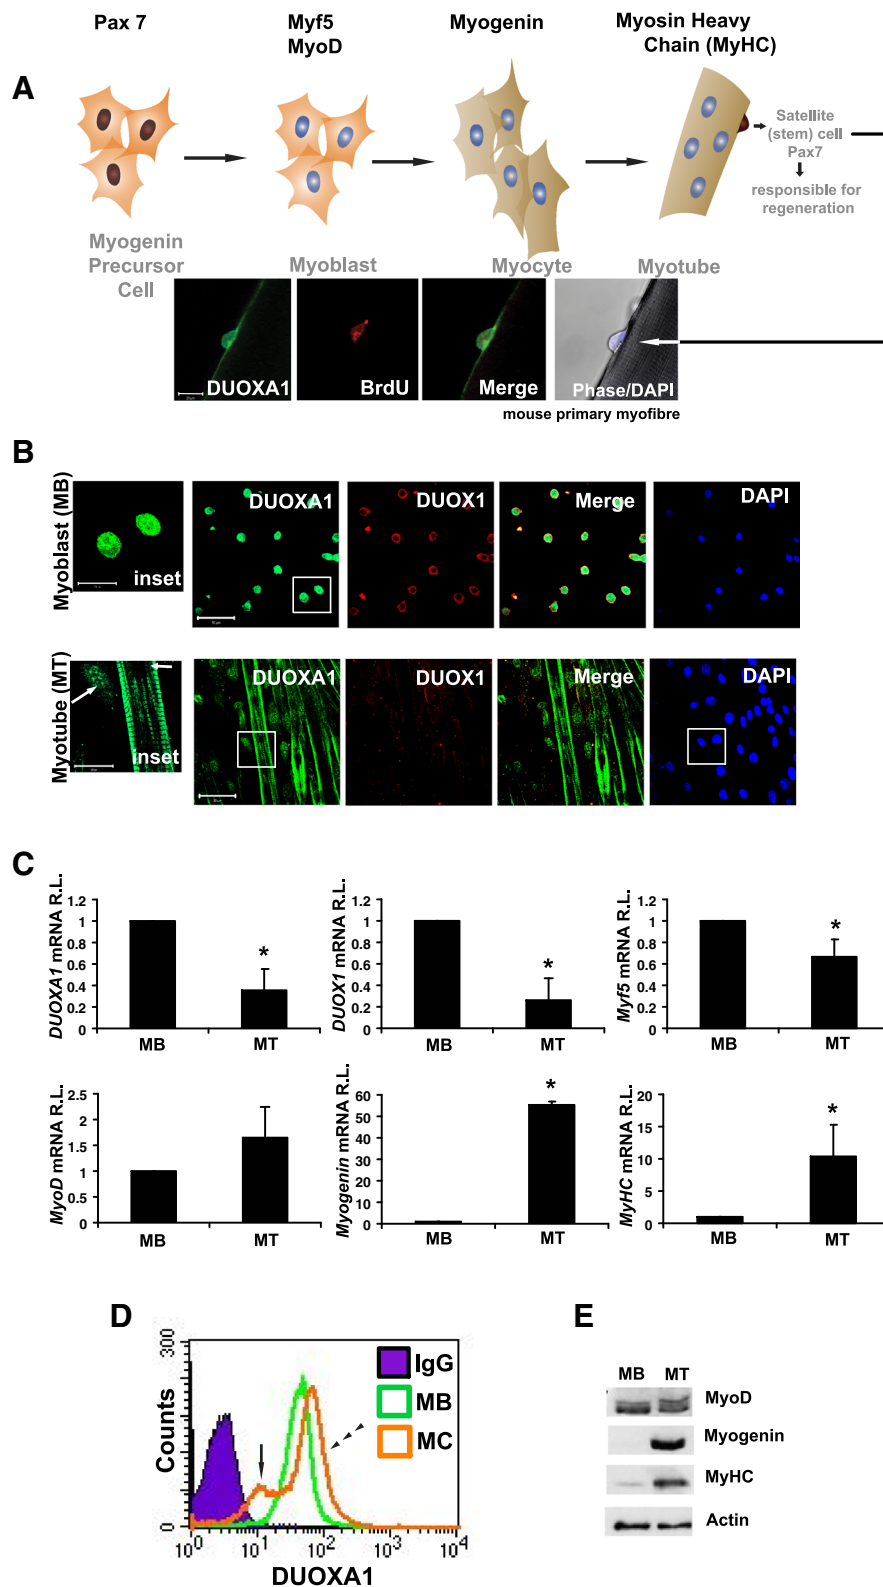 Pax 7
Myf5
MyoD
Myogenin
Myosin Heavy
Chain (MyHC)
A
Satellite
(stem) cell
Pax7
responsible for
regeneration
Myogenin
Precursor
Cell
Myoblast
Myocyte
Myotube
DUOXA1
BrdU
Merge
Phase/DAPI
mouse primary myofibre
B
Myoblast (MB)
inset
DUOXA1
DUOX1
Merge
DAPI
Myotube (MT)
inset
DUOXA1
DUOX1
Merge
DAPI
C
DUOXA1 mRNA R.L.
1.2
1
0.8
0.6
0.4
0.2
0
*
MB
MT
DUOX1 mRNA R.L.
1.2
1
0.8
0.6
0.4
0.2
0
*
MB
MT
Myf5 mRNA R.L.
1.2
1
0.8
0.6
0.4
0.2
0
*
MB
MT
MyoD mRNA R.L.
2.5
2
1.5
1
0.5
0
MB
MT
Myogenin mRNA R.L.
60
50
40
30
20
10
0
*
MB
MT
MyHC mRNA R.L.
20
15
10
5
0
*
MB
MT
D
300
Counts
0
IgG
MB
MC
10^0 10^1 10^2 10^3 10^4
DUOXA1
E
MB MT
MyoD
Myogenin
MyHC
Actin